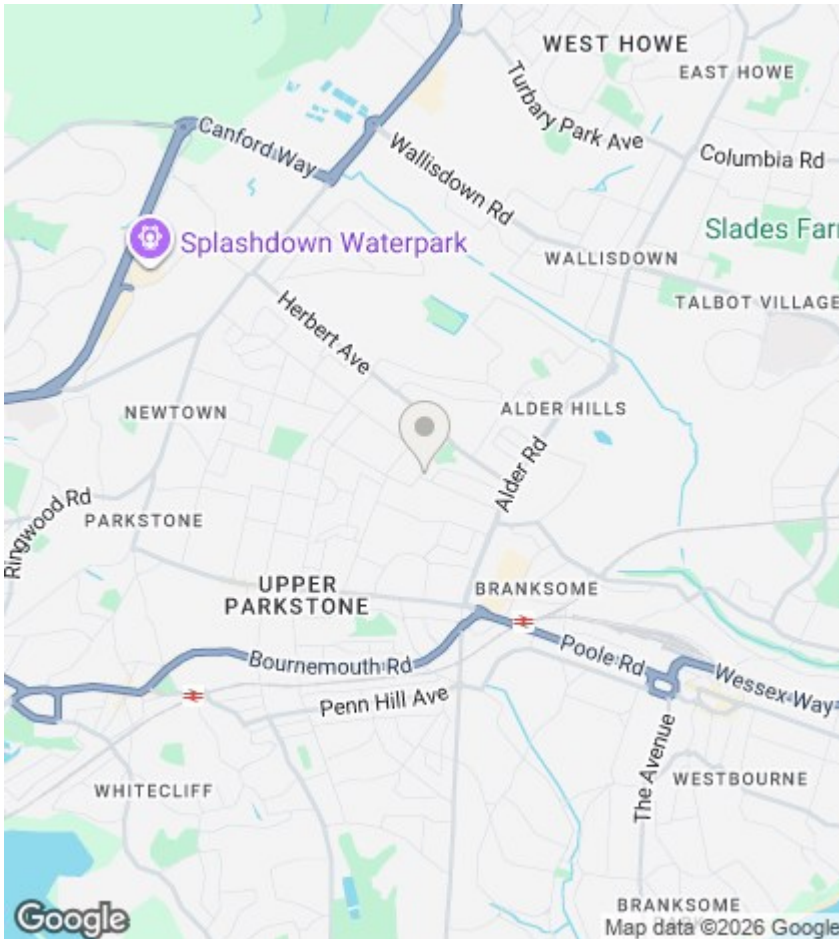 WEST HOWE
EAST HOWE
Turbary Park Ave
Canford Way
Wallisdown Rd
Columbia Rd
Splashdown Waterpark
Slades Farm
WALLISDOWN
TALBOT VILLAGE
Herbert Ave
NEWTOWN
ALDER HILLS
Alder Rd
Ringwood Rd
PARKSTONE
UPPER
PARKSTONE
BRANKSOME
Bournemouth Rd
Poole Rd
Wessex Way
Penn Hill Ave
The Avenue
WHITECLIFF
WESTBOURNE
BRANKSOME
Google
Map data ©2026 Google